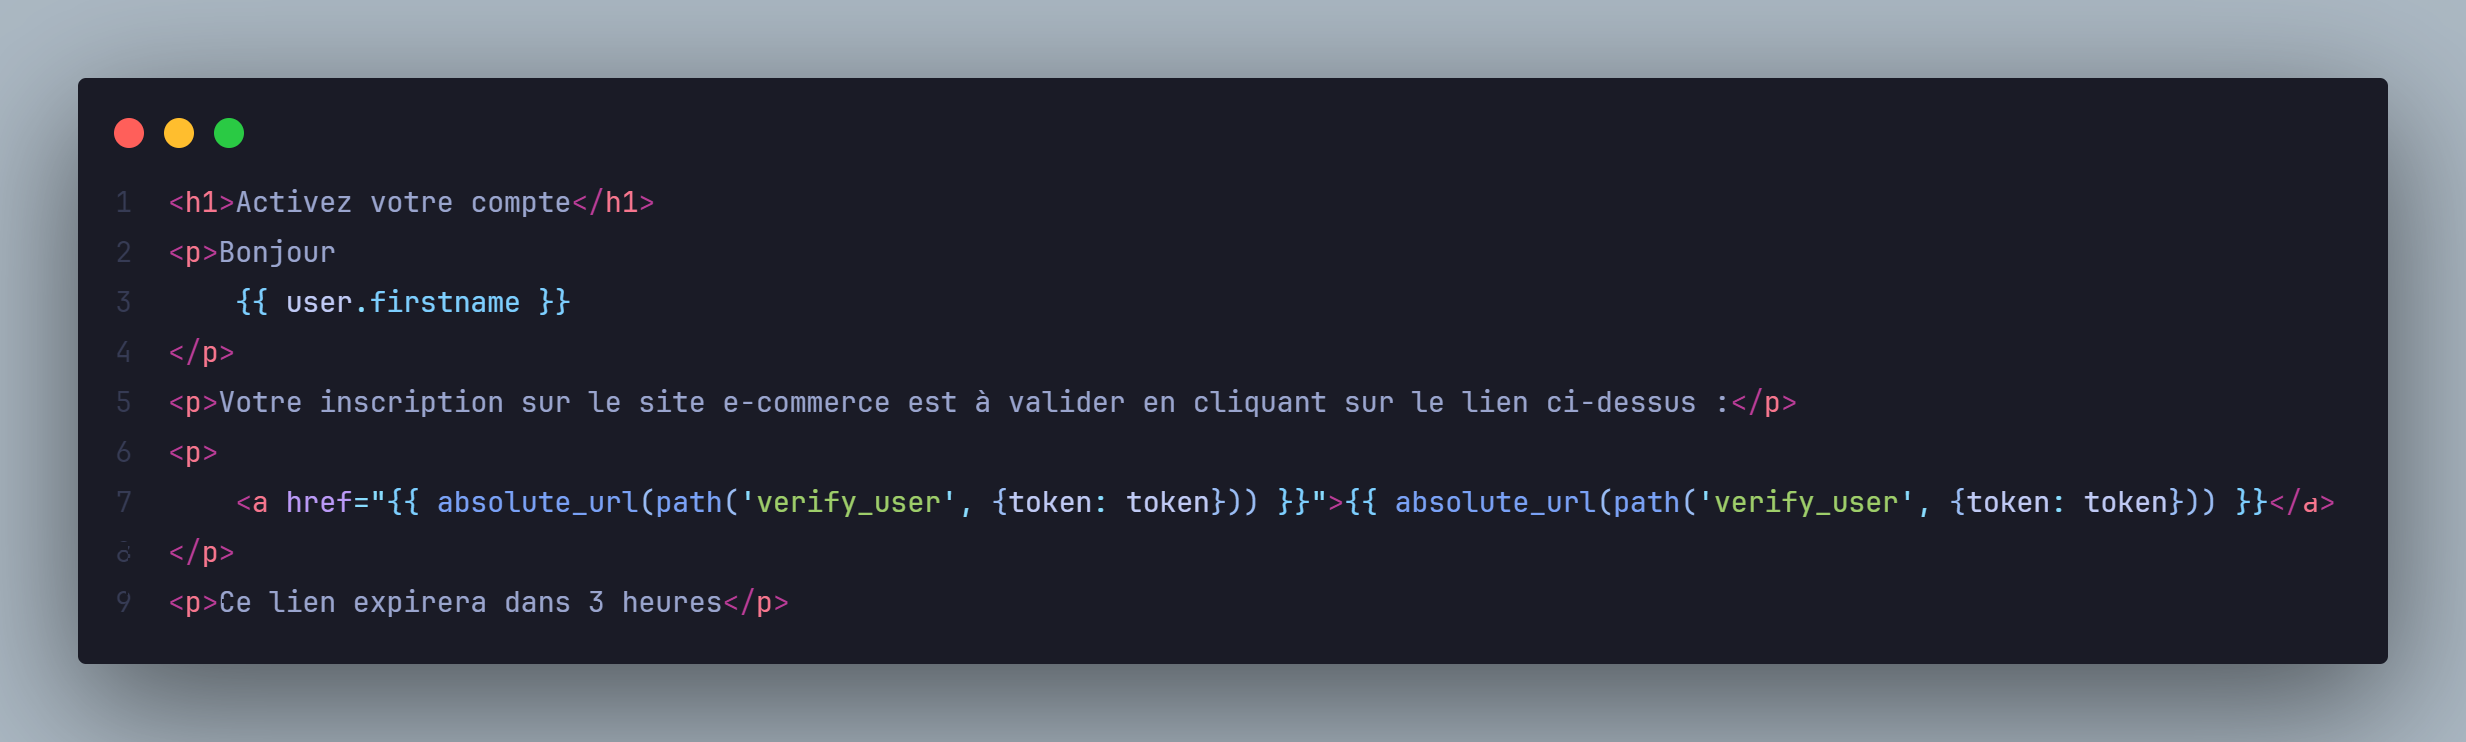 1 <h1>Activez votre compte</h1>
2 <p>Bonjour
3     {{ user.firstname }}
4 </p>
5 <p>Votre inscription sur le site e-commerce est à valider en cliquant sur le lien ci-dessus :</p>
6 <p>
7     <a href="{{ absolute_url(path('verify_user', {token: token})) }}">{{ absolute_url(path('verify_user', {token: token})) }}</a>
8 </p>
9 <p>Ce lien expirera dans 3 heures</p>